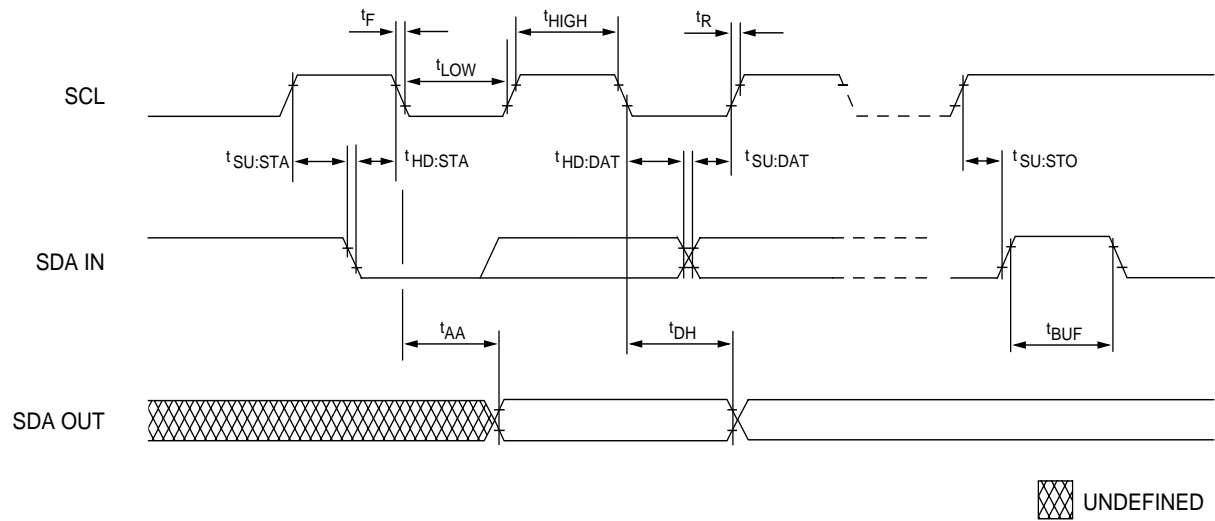 tF
tHIGH
tR
tLOW
SCL
tSU:STA
tHD:STA
tHD:DAT
tSU:DAT
tSU:STO
SDA IN
tAA
tDH
tBUF
SDA OUT
UNDEFINED